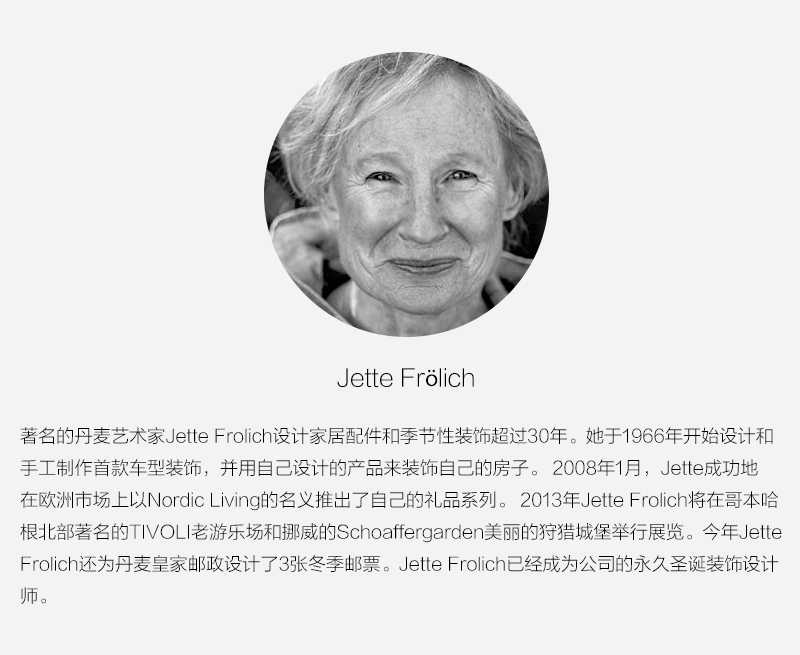 Jette Frölich
著名的丹麦艺术家Jette Frolich设计家居配件和季节性装饰超过30年。她于1966年开始设计和
手工制作首款车型装饰，并用自己设计的产品来装饰自己的房子。 2008年1月，Jette成功地
在欧洲市场上以Nordic Living的名义推出了自己的礼品系列。 2013年Jette Frolich将在哥本哈
根北部著名的TIVOLI老游乐场和挪威的Schoaffergarden美丽的狩猎城堡举行展览。今年Jette
Frolich还为丹麦皇家邮政设计了3张冬季邮票。Jette Frolich已经成为公司的永久圣诞装饰设计
师。